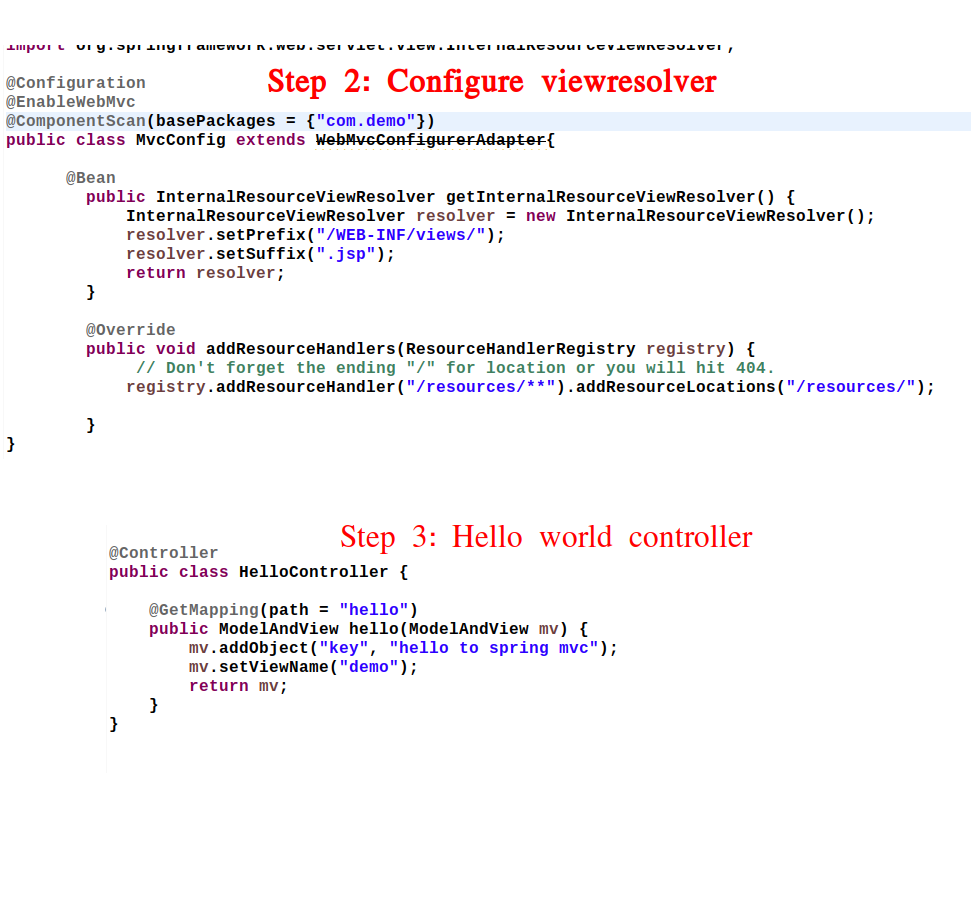 import org.springframework.web.servlet.view.InternalResourceViewResolver;
Step 2: Configure viewresolver
@Configuration
@EnableWebMvc
@ComponentScan(basePackages = {"com.demo"})
public class MvcConfig extends WebMvcConfigurerAdapter{
@Bean
public InternalResourceViewResolver getInternalResourceViewResolver() {
InternalResourceViewResolver resolver = new InternalResourceViewResolver();
resolver.setPrefix("/WEB-INF/views/");
resolver.setSuffix(".jsp");
return resolver;
}
@Override
public void addResourceHandlers(ResourceHandlerRegistry registry) {
// Don't forget the ending "/" for location or you will hit 404.
registry.addResourceHandler("/resources/**").addResourceLocations("/resources/");
}
}
Step 3: Hello world controller
@Controller
public class HelloController {
@GetMapping(path = "hello")
public ModelAndView hello(ModelAndView mv) {
mv.addObject("key", "hello to spring mvc");
mv.setViewName("demo");
return mv;
}
}